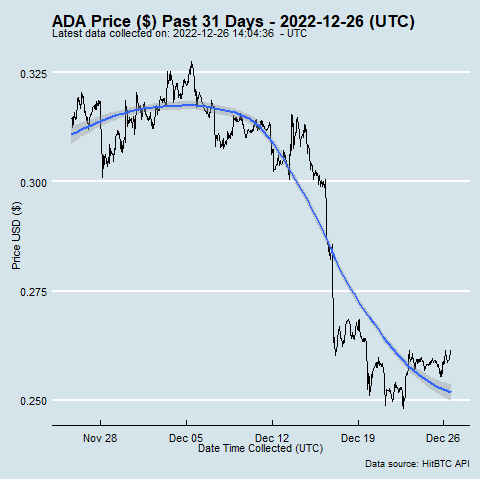 ADA Price ($) Past 31 Days - 2022-12-26 (UTC)
Latest data collected on: 2022-12-26 14:04:36 - UTC
Price USD ($)
0.325
0.300
0.275
0.250
Nov 28 Dec 05 Dec 12 Dec 19 Dec 26
Date Time Collected (UTC)
Data source: HitBTC API